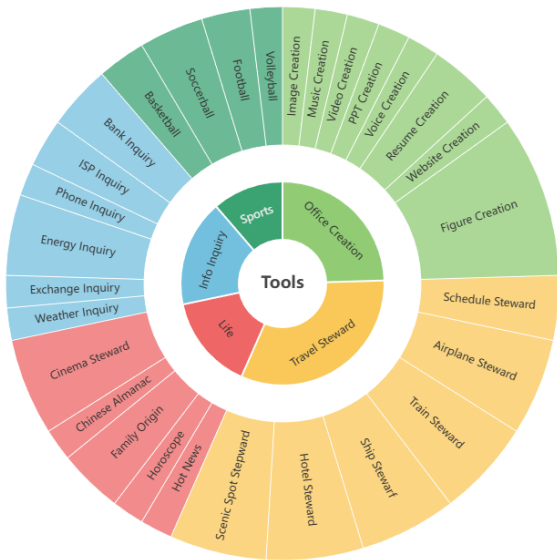 Tools
Office Creation
Travel Steward
Life
Info Inquiry
Sports
Image Creation
Music Creation
Video Creation
PPT Creation
Voice Creation
Resume Creation
Website Creation
Figure Creation
Schedule Steward
Airplane Steward
Train Steward
Ship Stewarf
Hotel Steward
Scenic Spot Stepward
Hot News
Horoscope
Family Origin
Chinese Almanac
Cinema Steward
Weather Inquiry
Exchange Inquiry
Energy Inquiry
Phone Inquiry
ISP Inquiry
Bank Inquiry
Basketball
Soccerball
Football
Volleyball